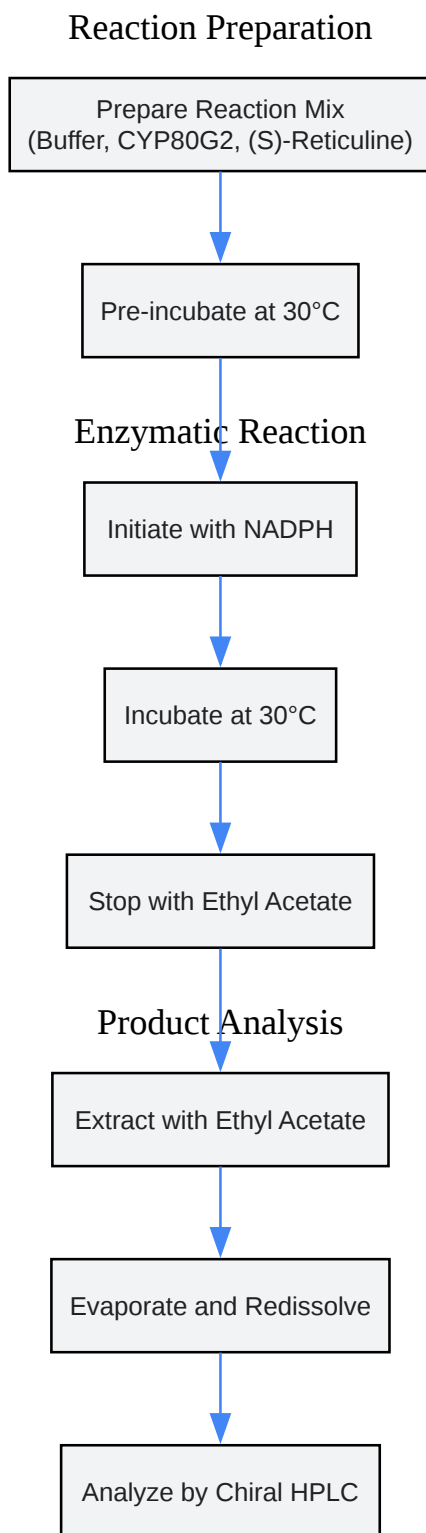 Reaction Preparation
Prepare Reaction Mix
(Buffer, CYP80G2, (S)-Reticuline)
Pre-incubate at 30°C
Enzymatic Reaction
Initiate with NADPH
Incubate at 30°C
Stop with Ethyl Acetate
Product Analysis
Extract with Ethyl Acetate
Evaporate and Redissolve
Analyze by Chiral HPLC